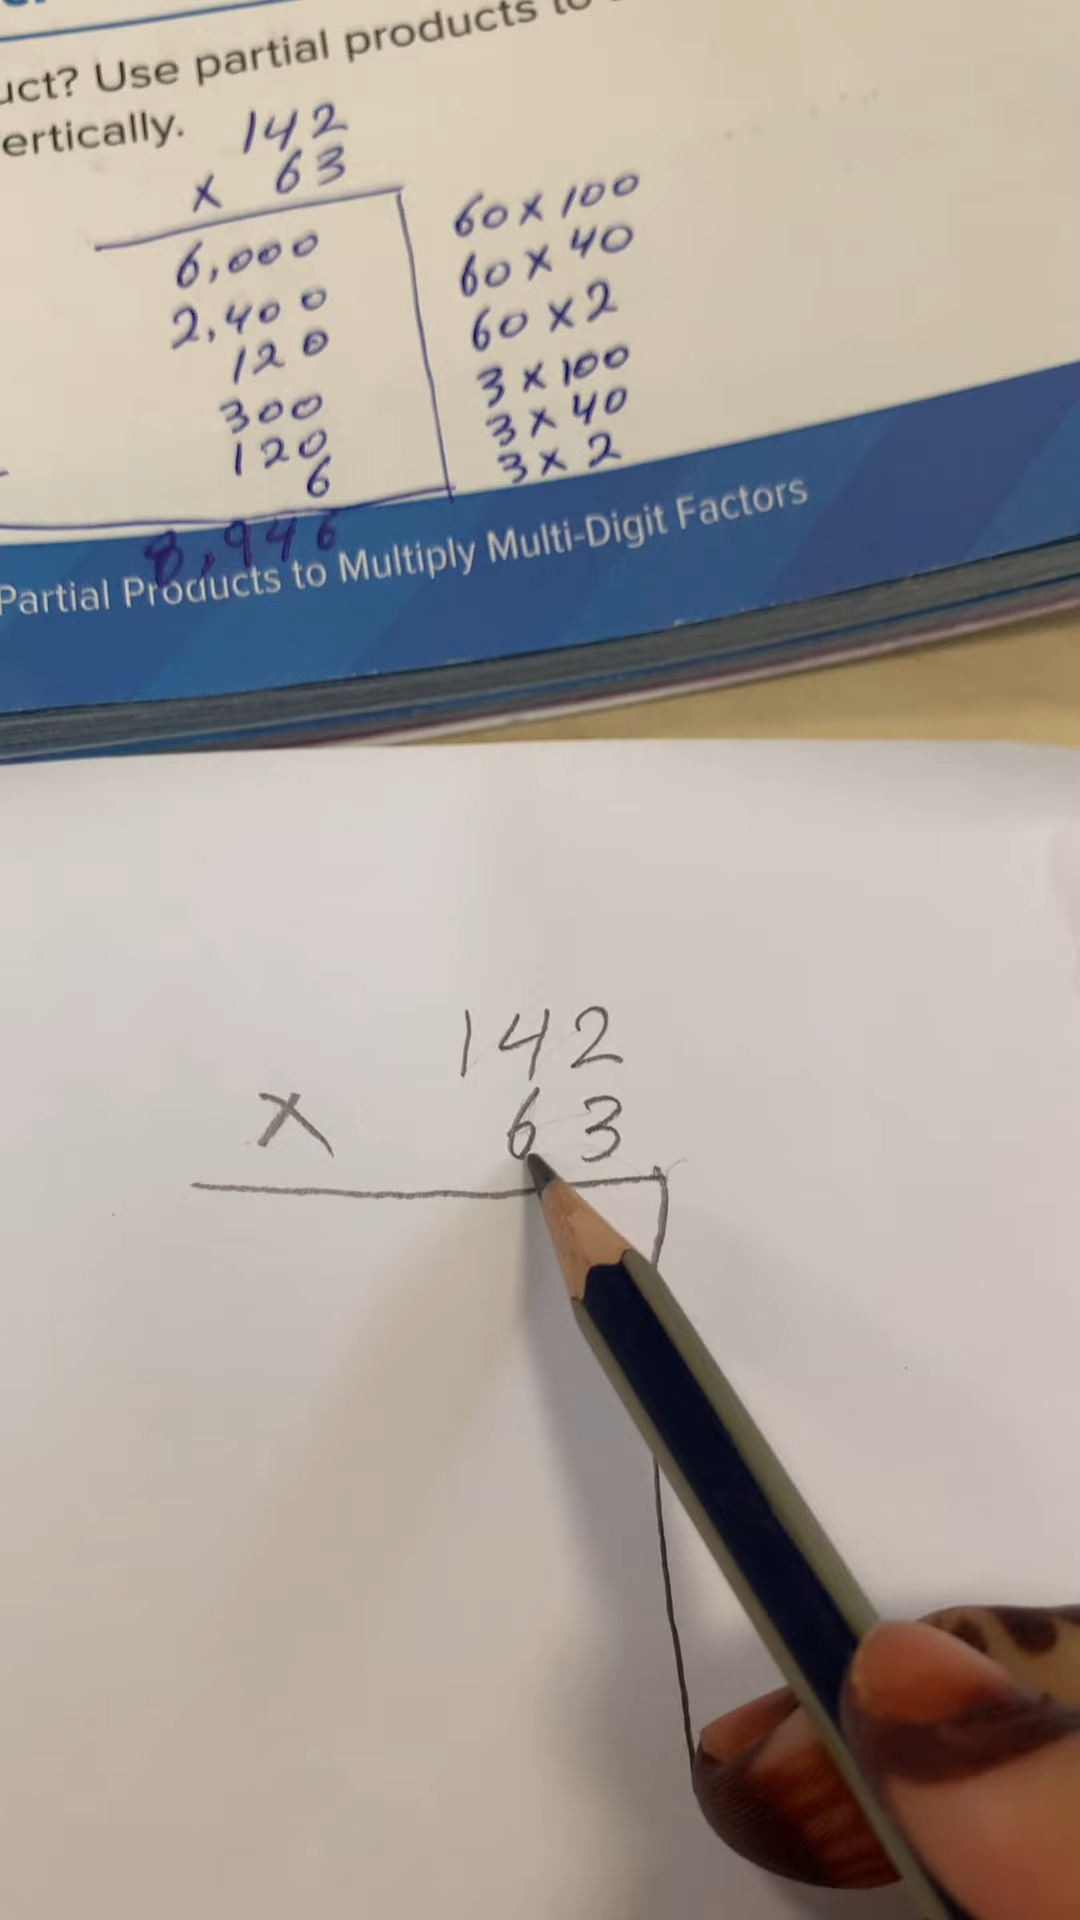 uct? Use partial products to
ertically.
142
x 63
6,000 60 x 100
2,400 60 x 40
120 60 x 2
300 3 x 100
120 3 x 40
6 3 x 2
8,946
Partial Products to Multiply Multi-Digit Factors
142
x 63